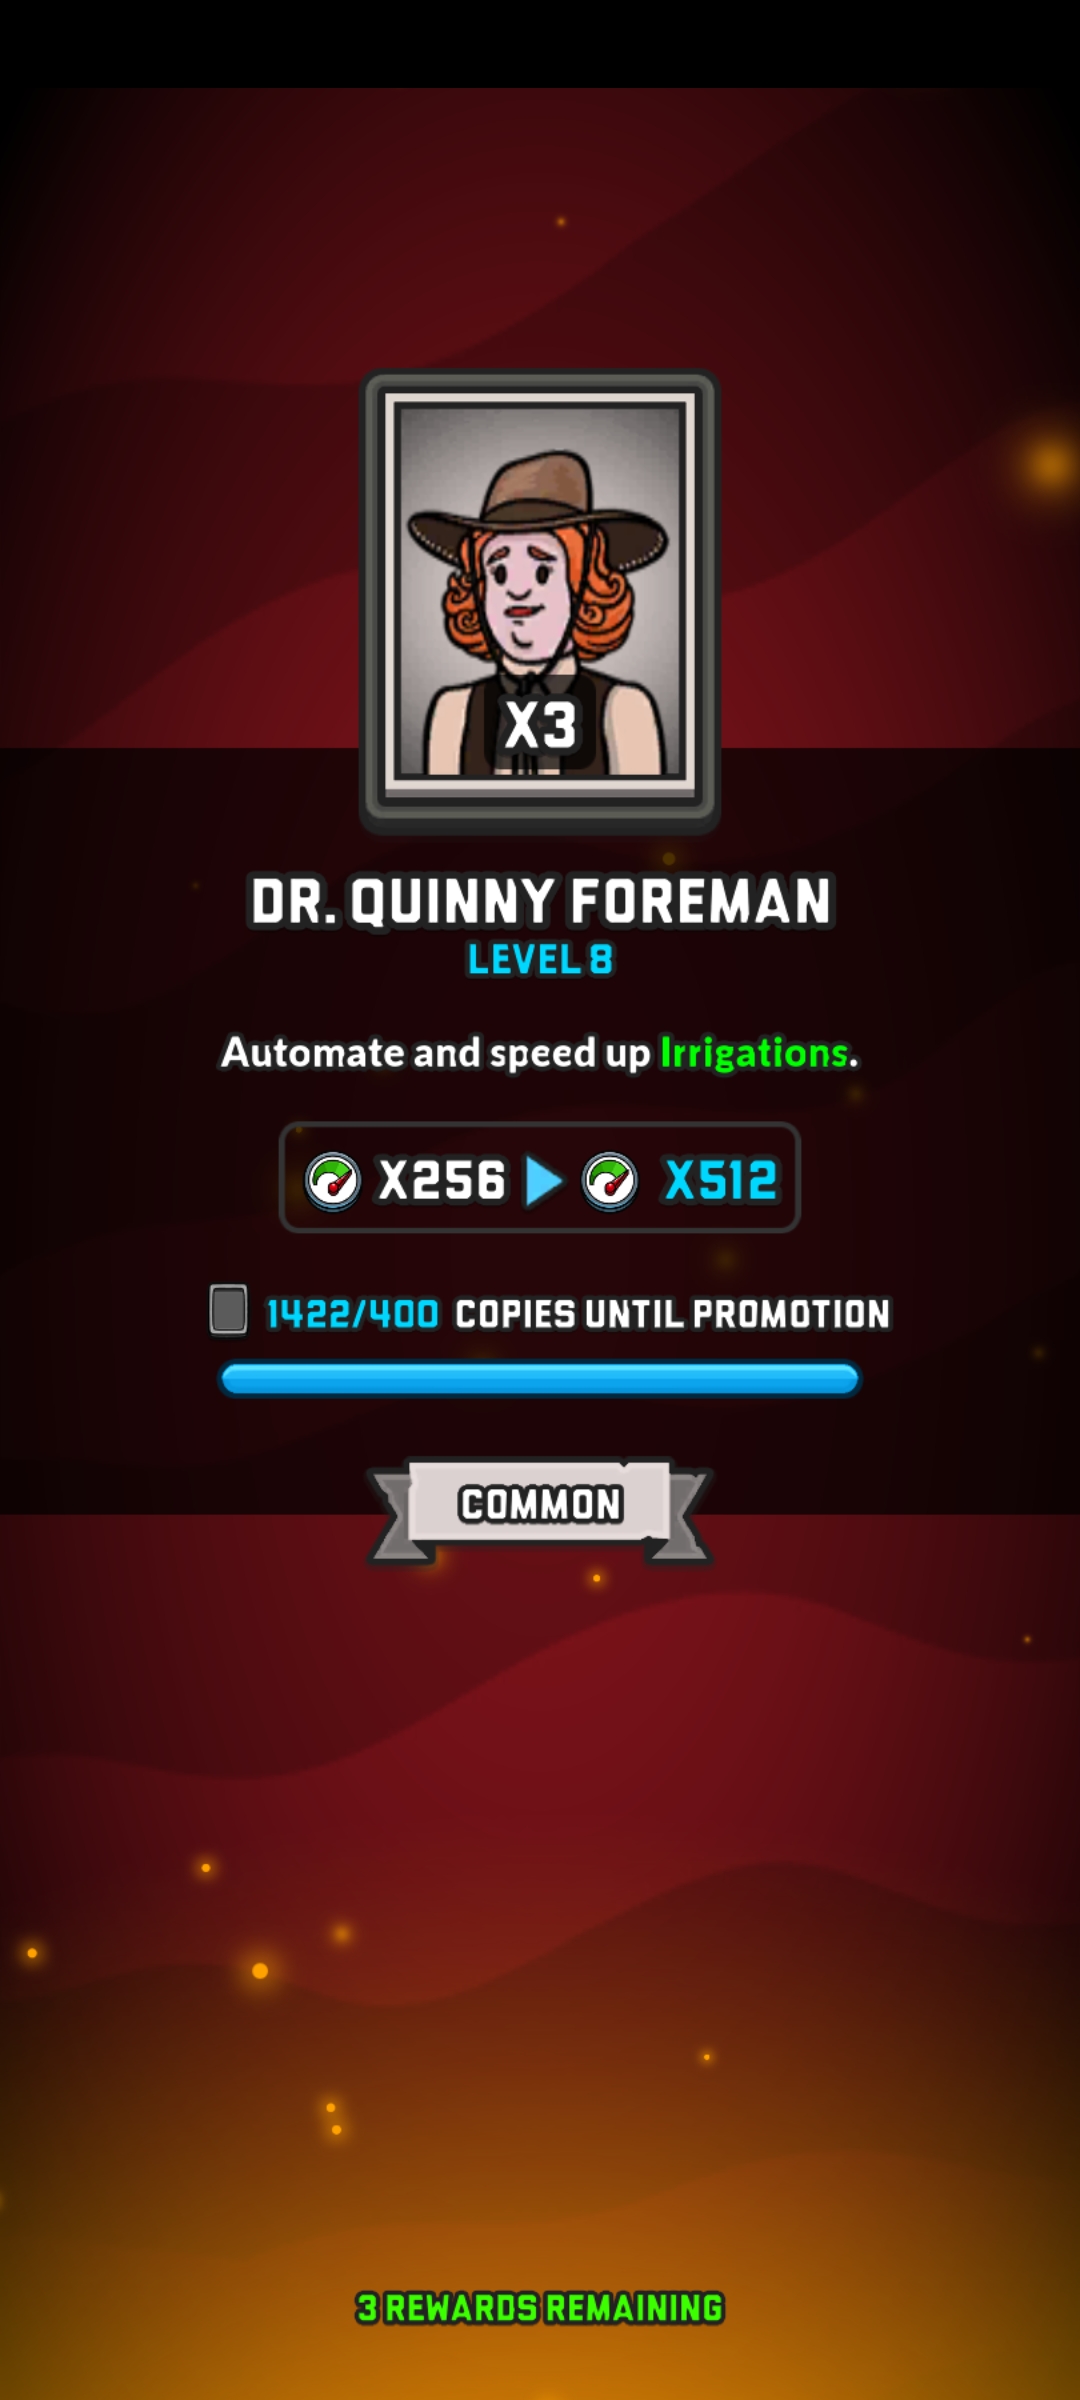 X3
DR. QUINNY FOREMAN
LEVEL 8
Automate and speed up Irrigations.
X256 X512
1422/400 COPIES UNTIL PROMOTION
COMMON
3 REWARDS REMAINING